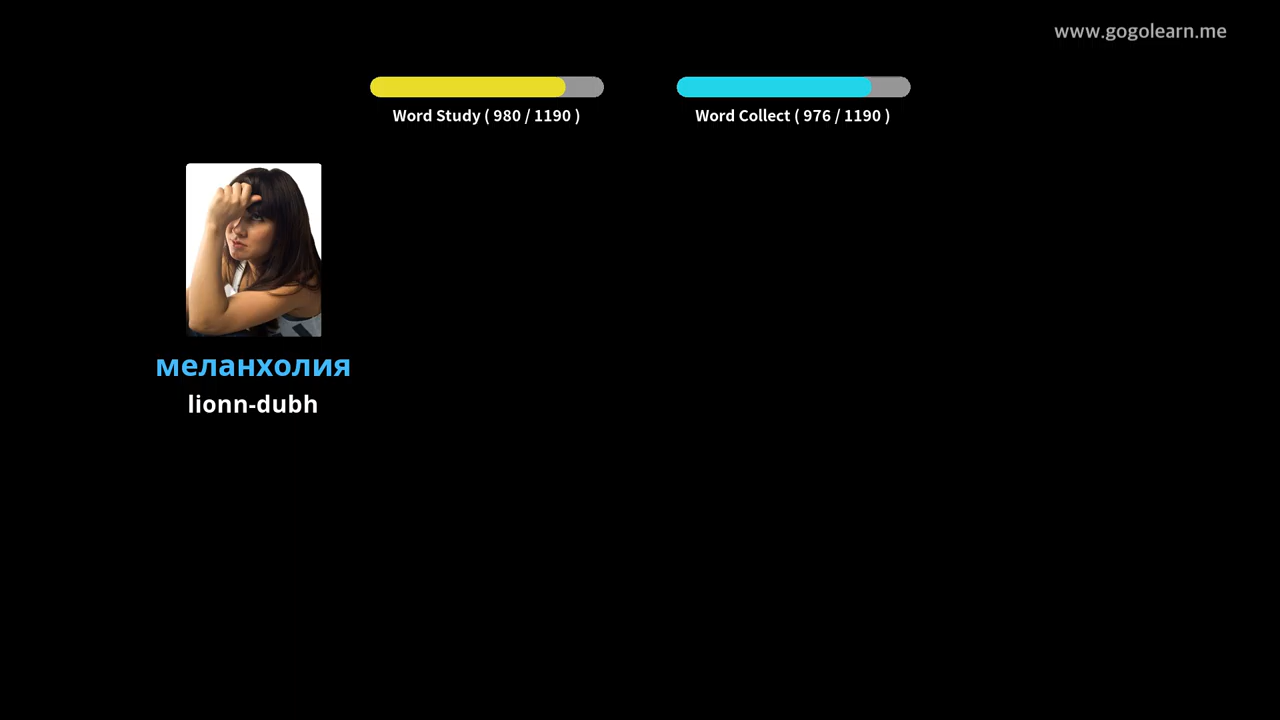 www.gogolearn.me
Word Study ( 980 / 1190 )
Word Collect ( 976 / 1190 )
меланхолия
lionn-dubh